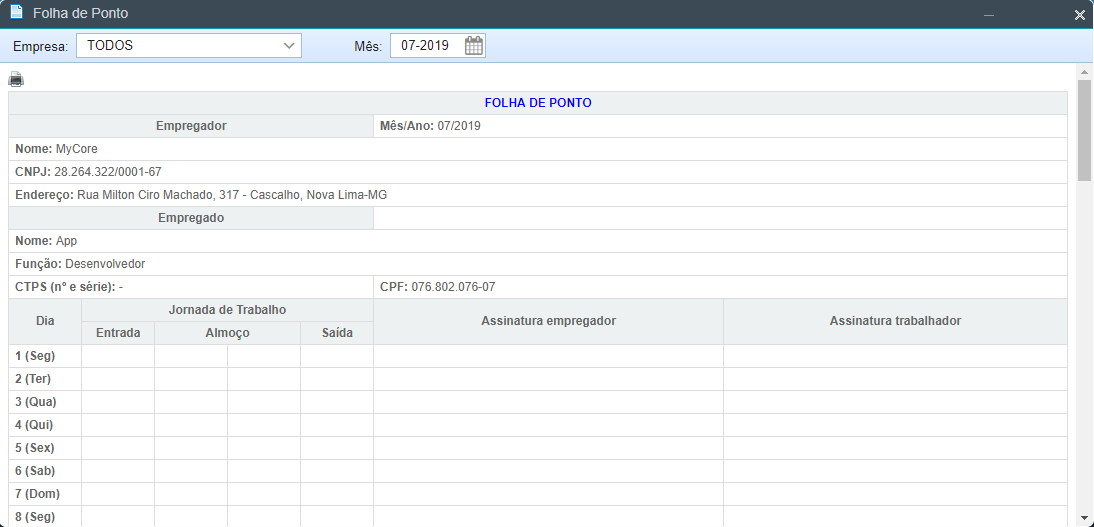 Folha de Ponto
Empresa: TODOS Mês: 07-2019
FOLHA DE PONTO
Empregador Mês/Ano: 07/2019
Nome: MyCore
CNPJ: 28.264.322/0001-67
Endereço: Rua Milton Ciro Machado, 317 - Cascalho, Nova Lima-MG
Empregado
Nome: App
Função: Desenvolvedor
CTPS (nº e série): - CPF: 076.802.076-07
Dia Jornada de Trabalho Assinatura empregador Assinatura trabalhador
Entrada Almoço Saída
1 (Seg)
2 (Ter)
3 (Qua)
4 (Qui)
5 (Sex)
6 (Sab)
7 (Dom)
8 (Seg)